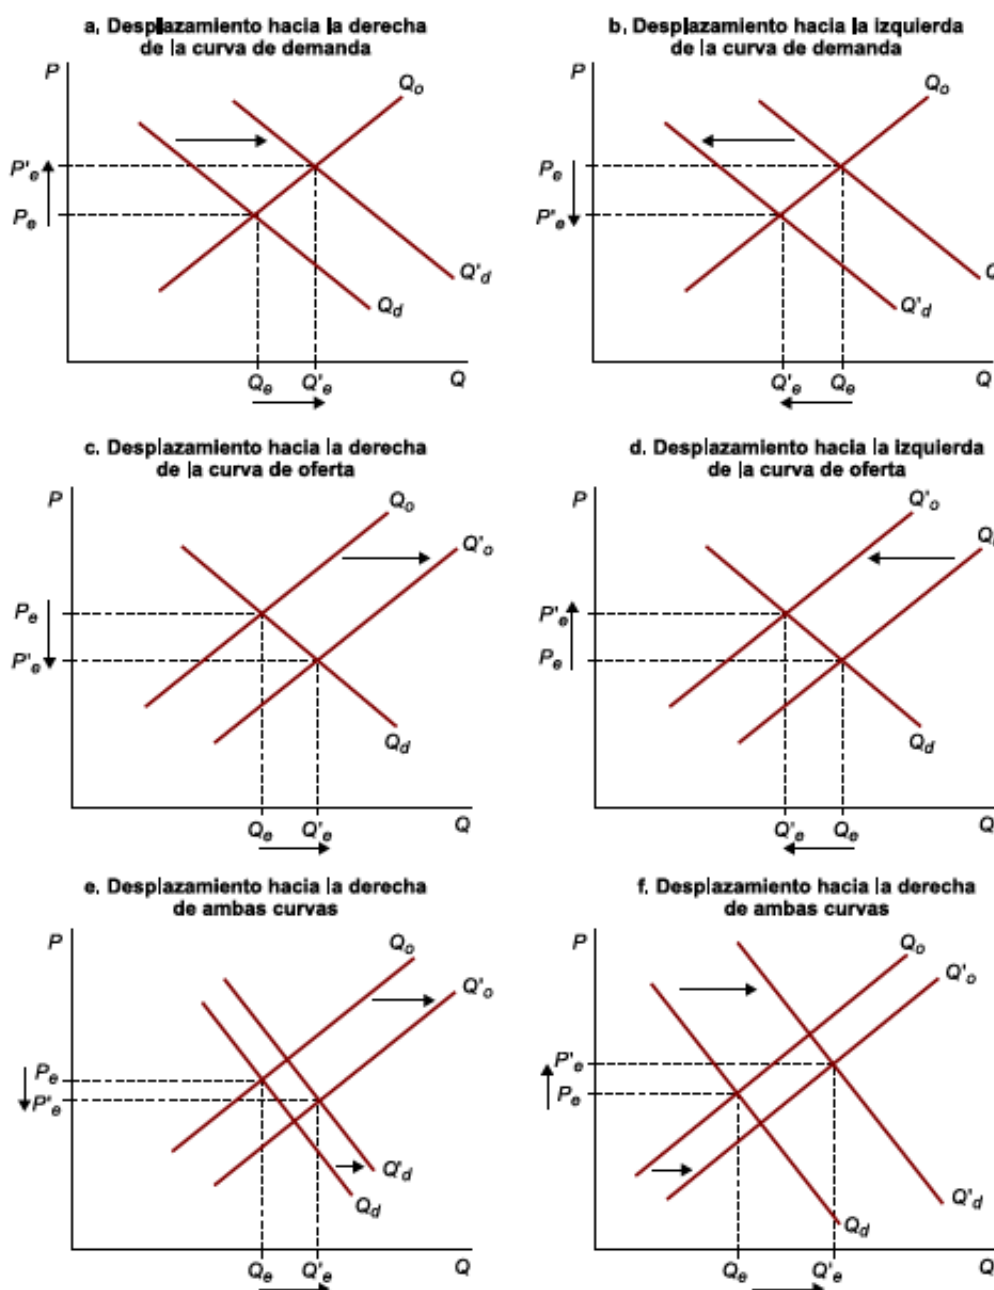 a. Desplazamiento hacia la derecha
de la curva de demanda
P
Qo
P'e
Pe
Q'd
Qd
Qe
Q'e
Q
b. Desplazamiento hacia la izquierda
de la curva de demanda
P
Qo
Pe
P'e
Q
Q'd
Q'e
Qe
Q
c. Desplazamiento hacia la derecha
de la curva de oferta
P
Qo
Q'o
Pe
P'e
Qd
Qe
Q'e
Q
d. Desplazamiento hacia la izquierda
de la curva de oferta
P
Q'o
P'e
Pe
Qd
Q'e
Qe
Q
e. Desplazamiento hacia la derecha
de ambas curvas
P
Qo
Q'o
Pe
P'e
Q'd
Qd
Qe
Q'e
Q
f. Desplazamiento hacia la derecha
de ambas curvas
P
Qo
Q'o
P'e
Pe
Q'd
Qd
Qe
Q'e
Q